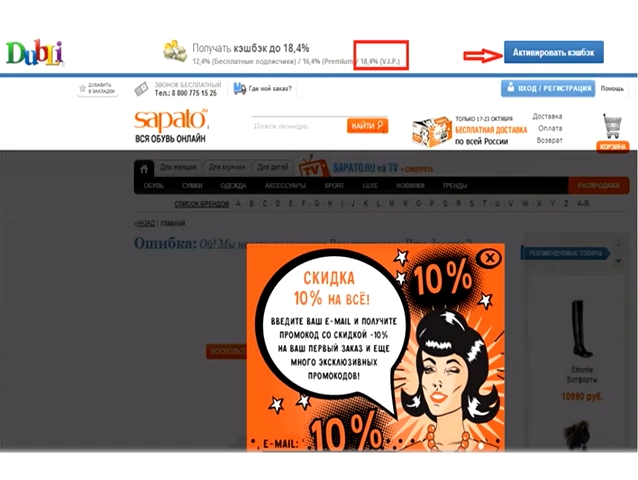 DubLi
Получать кэшбэк до 18,4%
12,4% (Бесплатные подписчики) / 16,4% (Premium) / 18,4% (V.I.P.)
Активировать кэшбэк
ДОБАВИТЬ
В ЗАКЛАДКИ
ЗВОНОК БЕСПЛАТНЫЙ
Тел.: 8 800 775 15 25
Где мой заказ?
ВХОД / РЕГИСТРАЦИЯ
Помощь
sapato
ВСЯ ОБУВЬ ОНЛАЙН
Поиск товара
НАЙТИ
ТОЛЬКО 17-23 ОКТЯБРЯ
БЕСПЛАТНАЯ ДОСТАВКА
по всей России
Доставка
Оплата
Возврат
КОРЗИНА
Для женщин
Для мужчин
Для детей
TV
SAPATO.RU на TV
СМОТРЕТЬ
ОБУВЬ СУМКИ ОДЕЖДА АКСЕССУАРЫ SPORT LUXE НОВИНКИ ТРЕНДЫ РАСПРОДАЖА
СПИСОК БРЕНДОВ A B C D E F G H I J K L M N O P Q R S T U V W X Y Z А-Я
НАЗАД | ГЛАВНАЯ
Ошибка: Ой! Мы не
РЕКОМЕНДУЕМЫЕ ТОВАРЫ
СКИДКА
10% НА ВСЁ!
ВВЕДИТЕ ВАШ E-MAIL И ПОЛУЧИТЕ
ПРОМОКОД СО СКИДКОЙ -10%
НА ВАШ ПЕРВЫЙ ЗАКАЗ И ЕЩЕ
МНОГО ЭКСКЛЮЗИВНЫХ
ПРОМОКОДОВ!
10%
X
10%
E-MAIL:
Ботфорты
10990 руб.